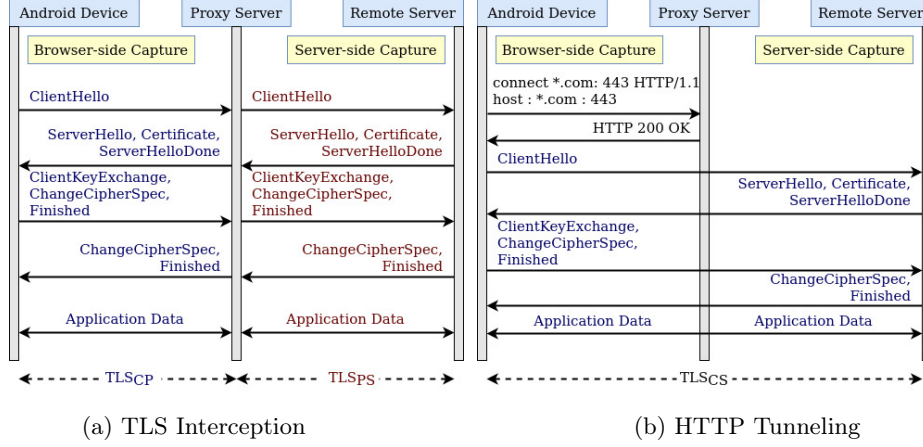 Android Device
Proxy Server
Remote Server
Browser-side Capture
Server-side Capture
ClientHello
ClientHello
ServerHello, Certificate,
ServerHelloDone
ServerHello, Certificate,
ServerHelloDone
ClientKeyExchange,
ChangeCipherSpec,
Finished
ClientKeyExchange,
ChangeCipherSpec,
Finished
ChangeCipherSpec,
Finished
ChangeCipherSpec,
Finished
Application Data
Application Data
TLSCP
TLSPS
(a) TLS Interception
Android Device
Proxy Server
Remote Server
Browser-side Capture
Server-side Capture
connect *.com: 443 HTTP/1.1
host : *.com : 443
HTTP 200 OK
ClientHello
ServerHello, Certificate,
ServerHelloDone
ClientKeyExchange,
ChangeCipherSpec,
Finished
ChangeCipherSpec,
Finished
Application Data
Application Data
TLSCS
(b) HTTP Tunneling